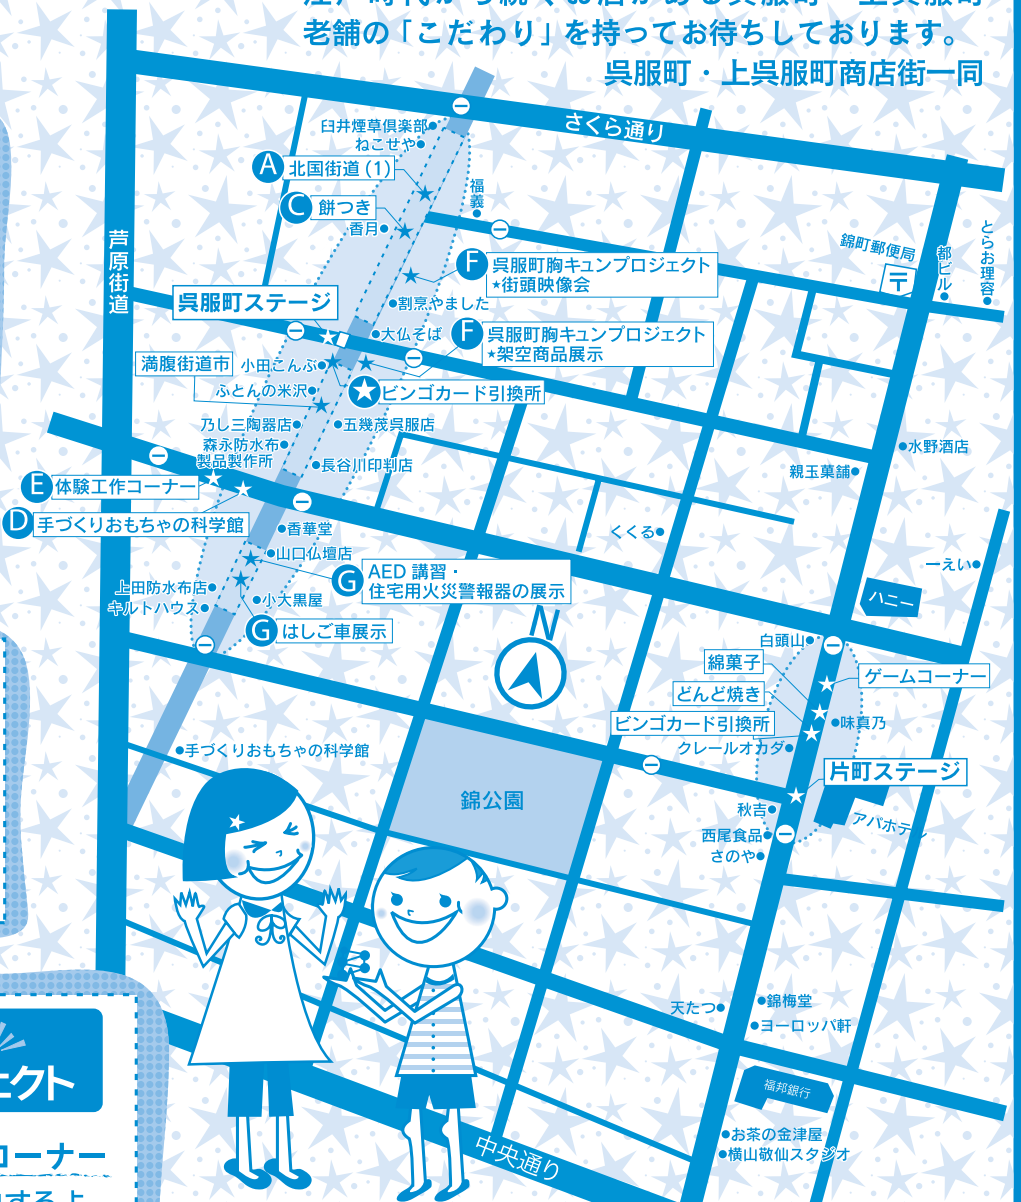 老舗の「こだわり」を持ってお待ちしております。
呉服町・上呉服町商店街一同
さくら通り
臼井煙草倶楽部
ねこせや
A 北国街道(1)
福義
C 餅つき
香月
芦原街道
とらお理容
錦町郵便局
都ビル
〒
F 呉服町胸キュンプロジェクト
★街頭映像会
呉服町ステージ
割烹やました
大仏そば
F 呉服町胸キュンプロジェクト
★架空商品展示
満腹街道市
小田こんぶ
ふとんの米沢
★ビンゴカード引換所
乃し三陶器店
五幾茂呉服店
森永防水布
製品製作所
長谷川印判店
水野酒店
親玉菓舗
E 体験工作コーナー
D 手づくりおもちゃの科学館
香華堂
くくる
山口仏壇店
G AED 講習・
住宅用火災警報器の展示
一えい
上田防水布店
キルトハウス
小大黒屋
ハニー
G はしご車展示
N
白頭山
綿菓子
ゲームコーナー
どんど焼き
ビンゴカード引換所
味真乃
クレールオカダ
手づくりおもちゃの科学館
片町ステージ
錦公園
秋吉
アパホテル
西尾食品
さのや
天たつ
錦梅堂
ヨーロッパ軒
福邦銀行
ェクト
お茶の金津屋
横山敬仙スタジオ
コーナー
中央通り